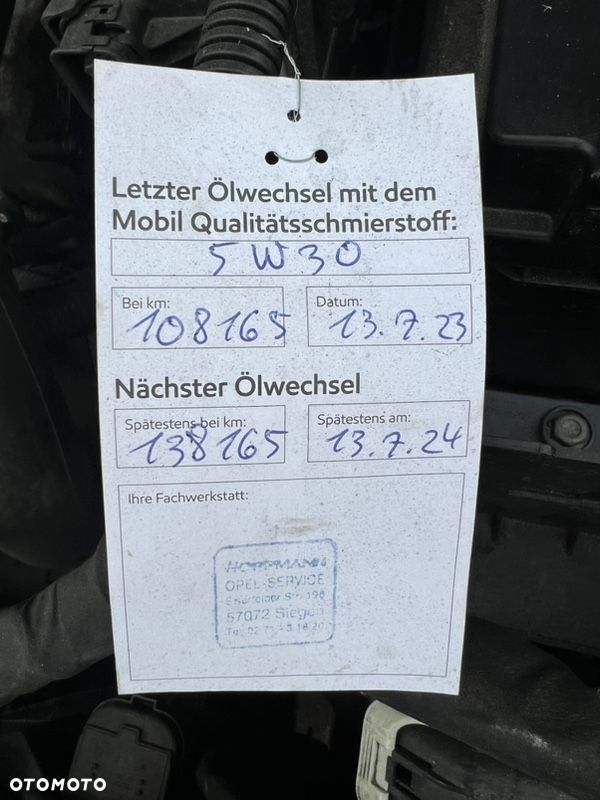 Letzter Ölwechsel mit dem
Mobil Qualitätsschmierstoff:
5W30
Bei km:
108165
Datum:
13.7.23
Nächster Ölwechsel
Spätestens bei km:
138165
Spätestens am:
13.7.24
Ihre Fachwerkstatt:
HOPPMANN
OPEL-SERVICE
57072 Siegen
OTOMOTO